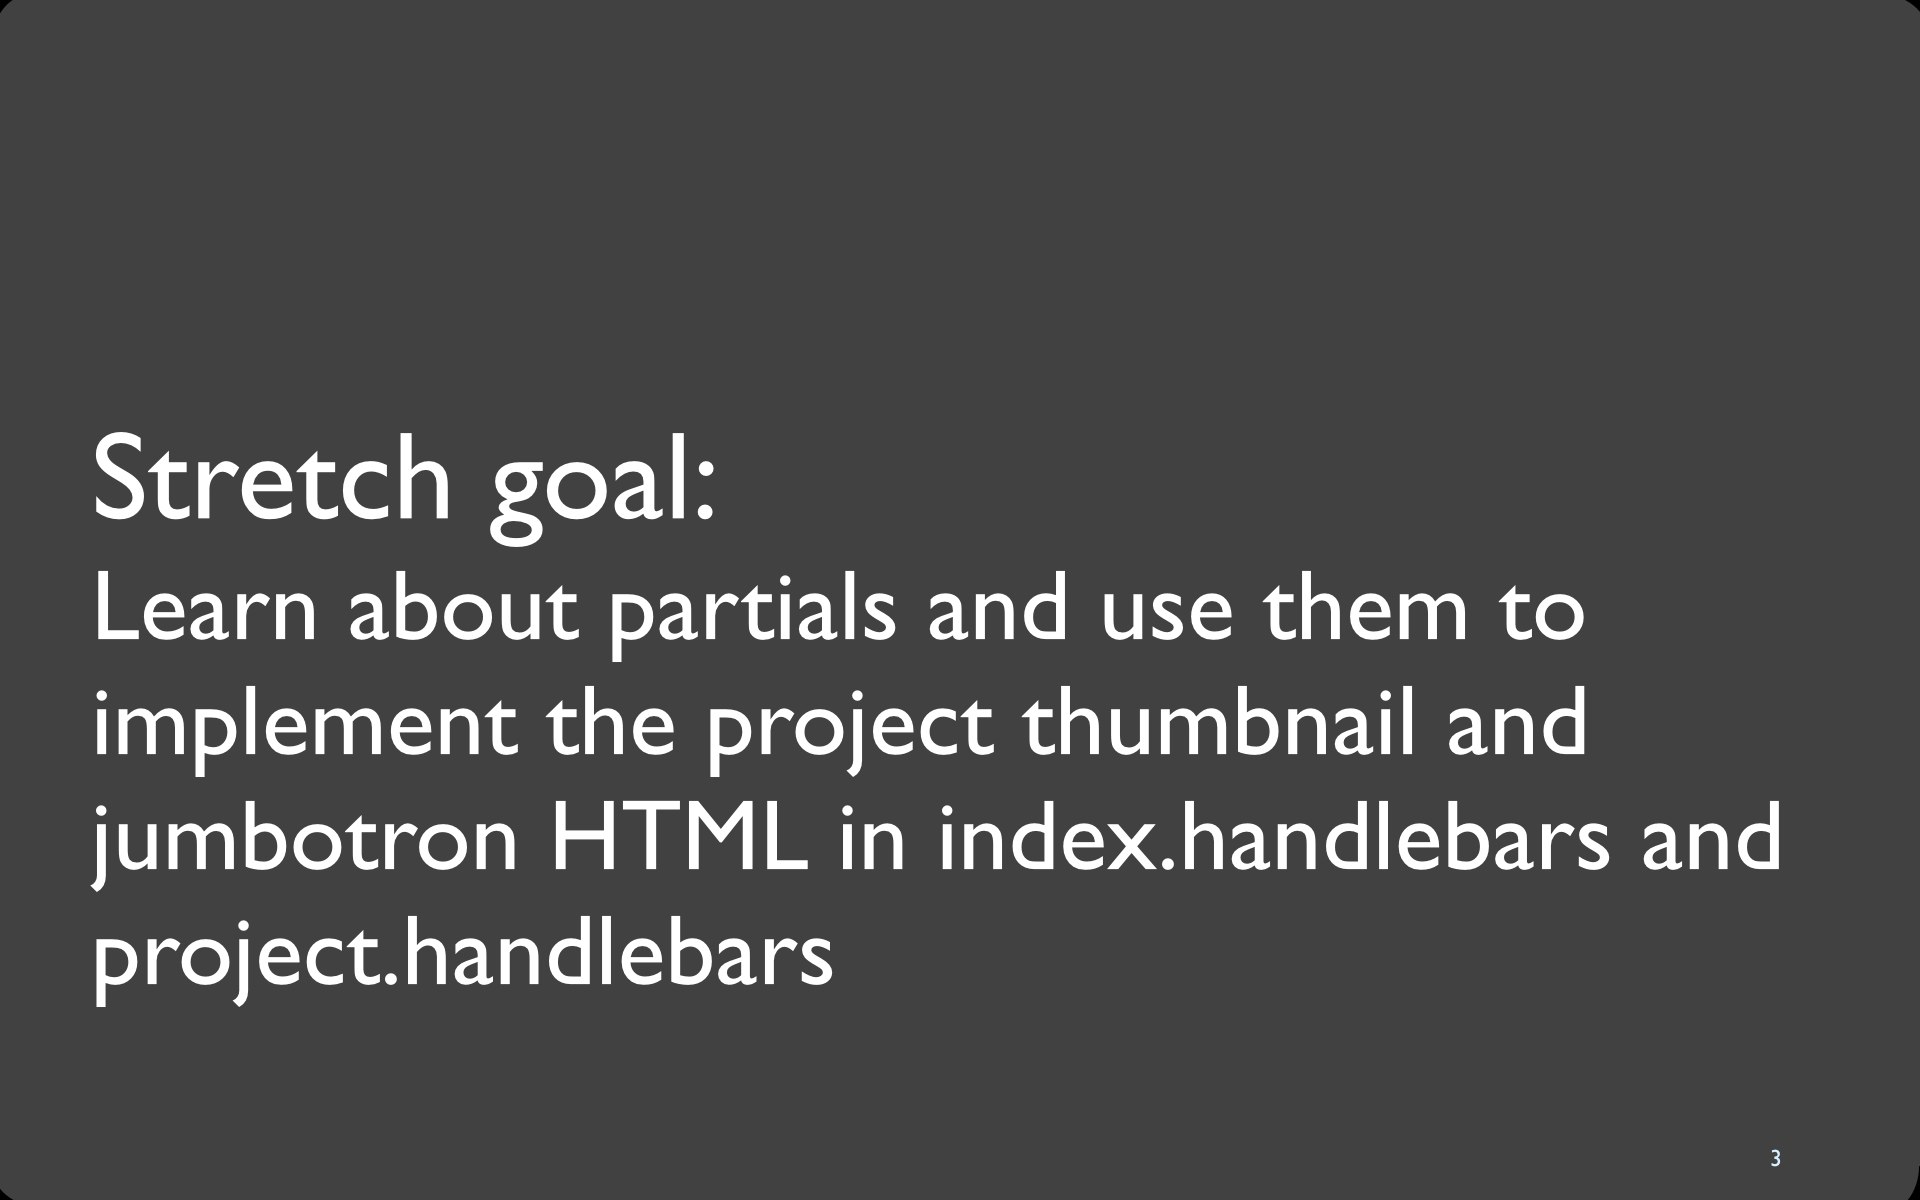 Stretch goal:
Learn about partials and use them to
implement the project thumbnail and
jumbotron HTML in index.handlebars and
project.handlebars
3